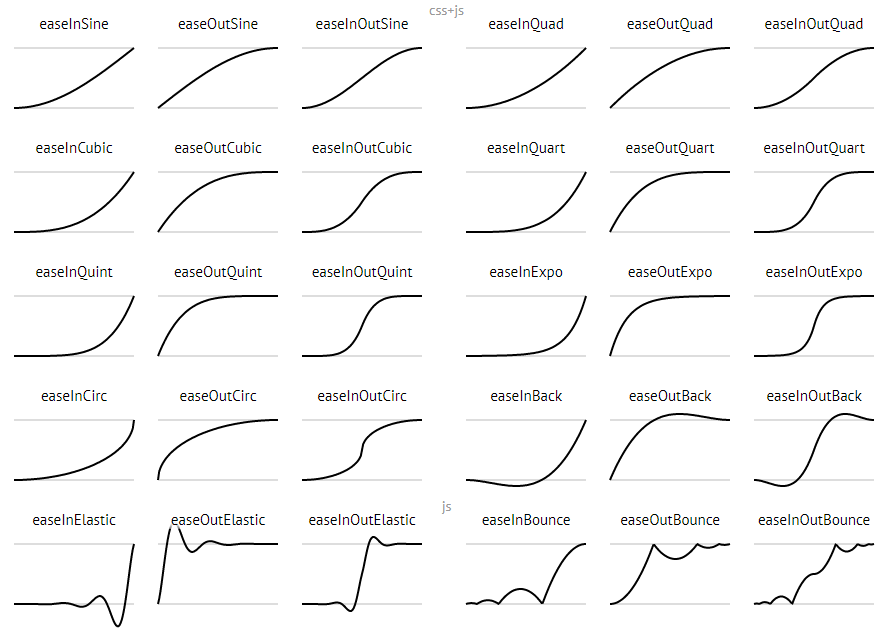 css+js
easeInSine easeOutSine easeInOutSine easeInQuad easeOutQuad easeInOutQuad
easeInCubic easeOutCubic easeInOutCubic easeInQuart easeOutQuart easeInOutQuart
easeInQuint easeOutQuint easeInOutQuint easeInExpo easeOutExpo easeInOutExpo
easeInCirc easeOutCirc easeInOutCirc easeInBack easeOutBack easeInOutBack
js
easeInElastic easeOutElastic easeInOutElastic easeInBounce easeOutBounce easeInOutBounce